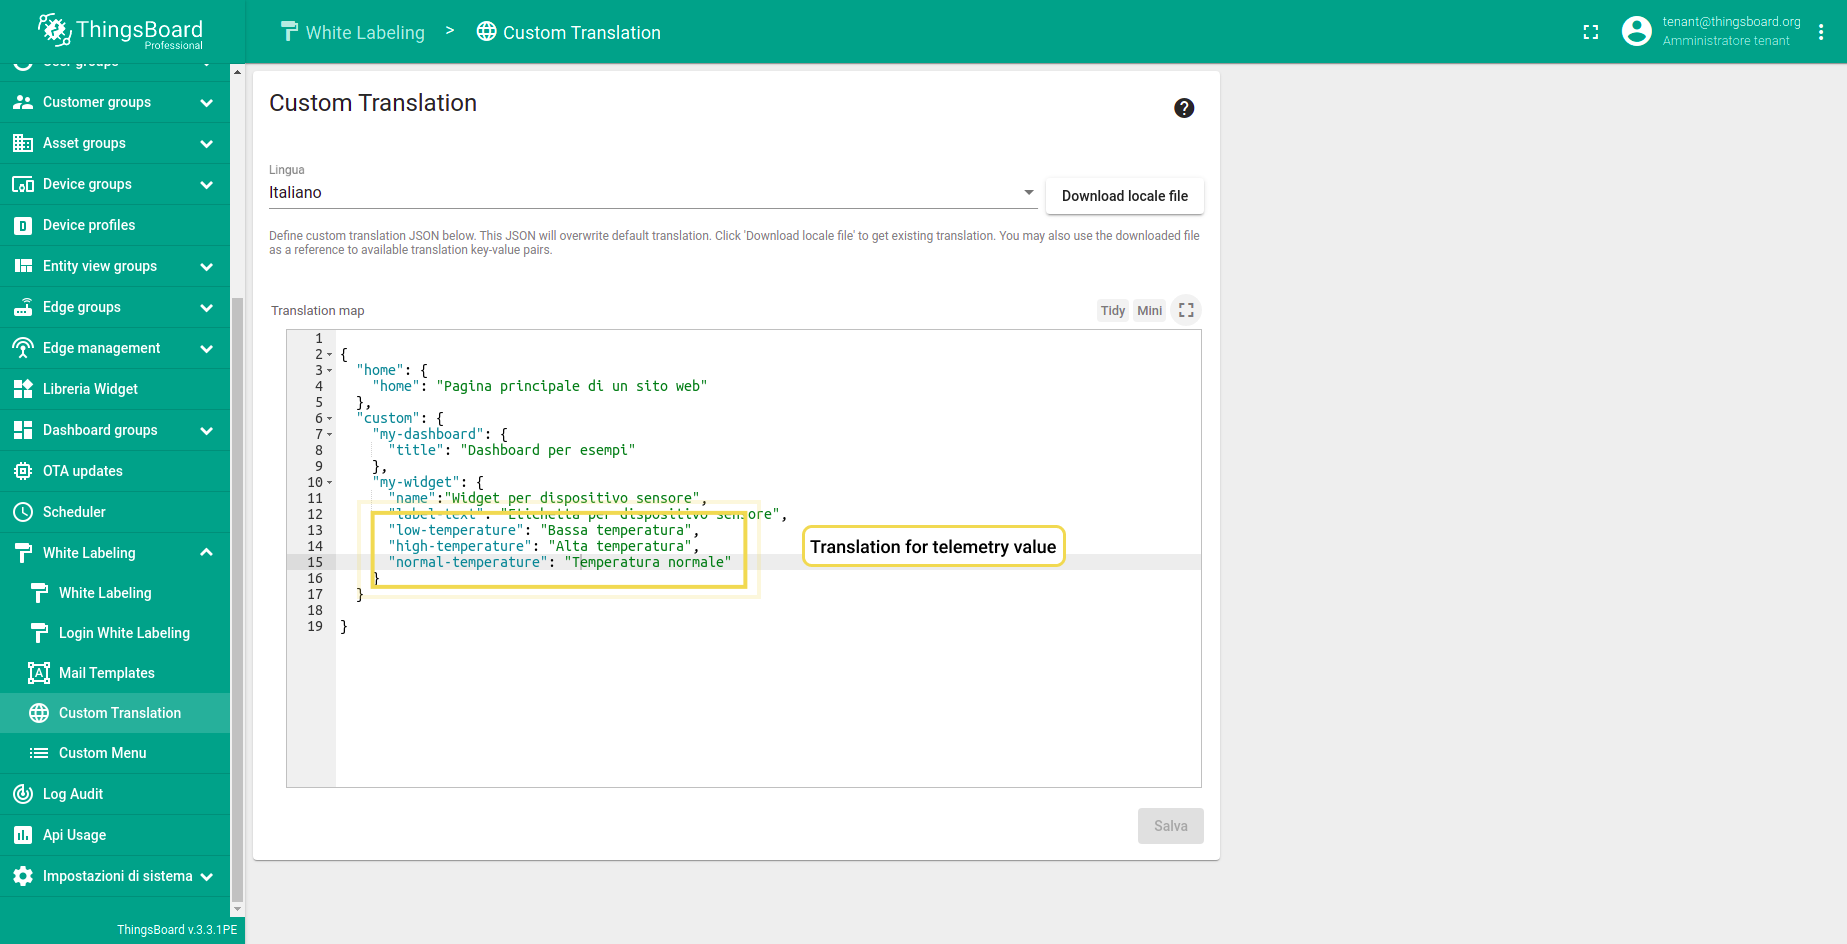 ThingsBoard
Professional
White Labeling > Custom Translation
tenant@thingsboard.org
Amministratore tenant
User groups
Customer groups
Asset groups
Device groups
Device profiles
Entity view groups
Edge groups
Edge management
Libreria Widget
Dashboard groups
OTA updates
Scheduler
White Labeling
White Labeling
Login White Labeling
Mail Templates
Custom Translation
Custom Menu
Log Audit
Api Usage
Impostazioni di sistema
ThingsBoard v.3.3.1PE
Custom Translation
Lingua
Italiano
Download locale file
Define custom translation JSON below. This JSON will overwrite default translation. Click 'Download locale file' to get existing translation. You may also use the downloaded file
as a reference to available translation key-value pairs.
Translation map
Tidy Mini
1
2 {
3 "home": {
4 "home": "Pagina principale di un sito web"
5 },
6 "custom": {
7 "my-dashboard": {
8 "title": "Dashboard per esempi"
9 },
10 "my-widget": {
11 "name":"Widget per dispositivo sensore",
12 "label-text": "Etichetta per dispositivo sensore",
13 "low-temperature": "Bassa temperatura",
14 "high-temperature": "Alta temperatura",
15 "normal-temperature": "Temperatura normale"
16 }
17 }
18
19 }
Translation for telemetry value
Salva